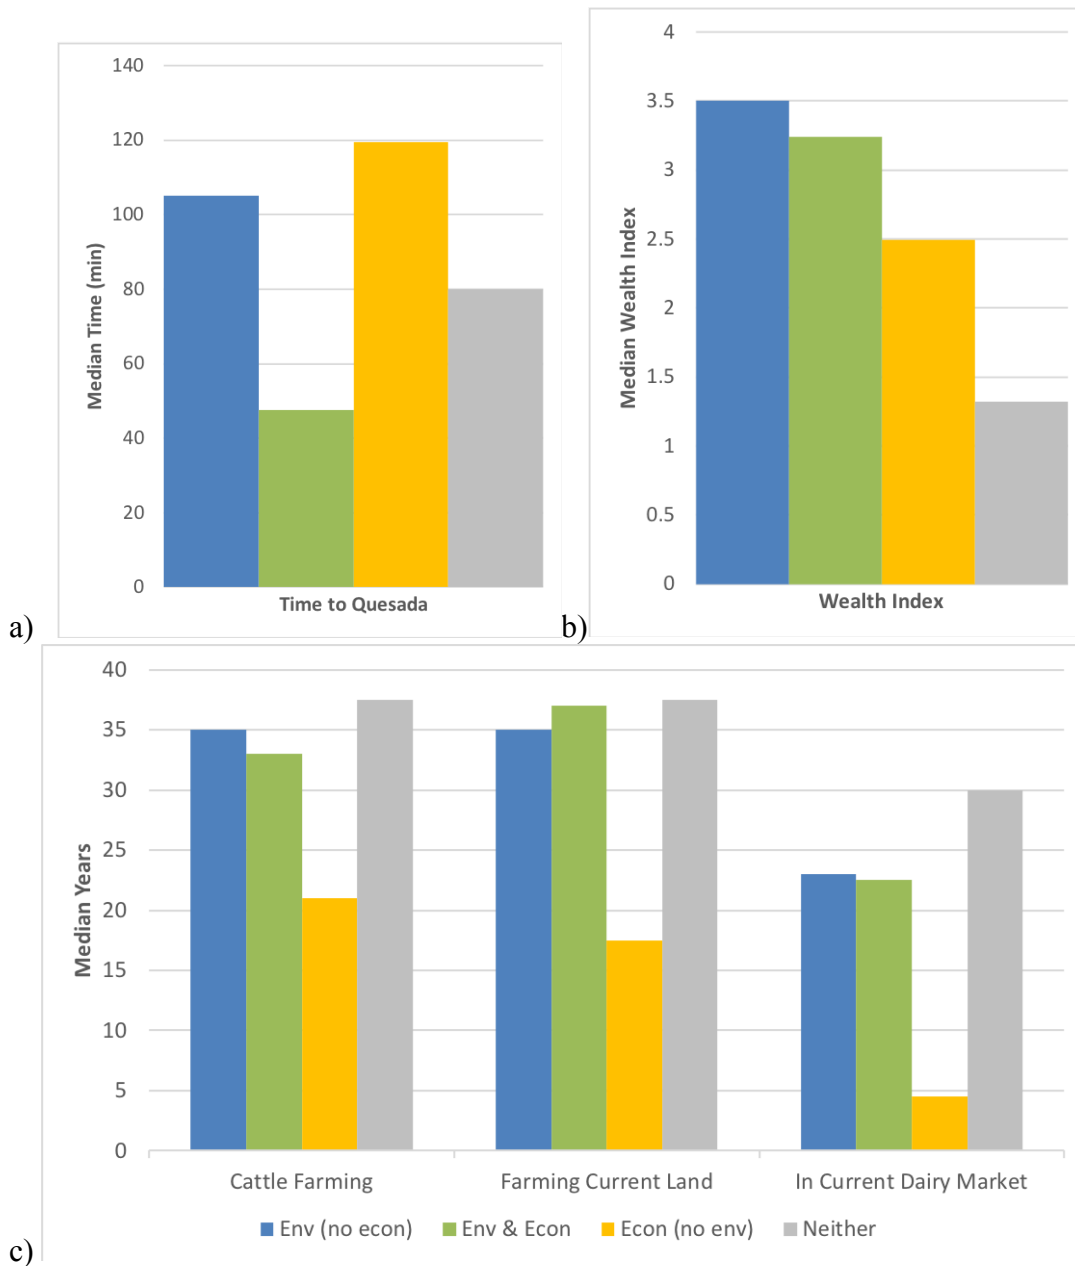 140
120
100
80
60
40
20
0
Median Time (min)
Time to Quesada
a)
4
3.5
3
2.5
2
1.5
1
0.5
0
Median Wealth Index
Wealth Index
b)
40
35
30
25
20
15
10
5
0
Median Years
Cattle Farming Farming Current Land In Current Dairy Market
Env (no econ) Env & Econ Econ (no env) Neither
c)